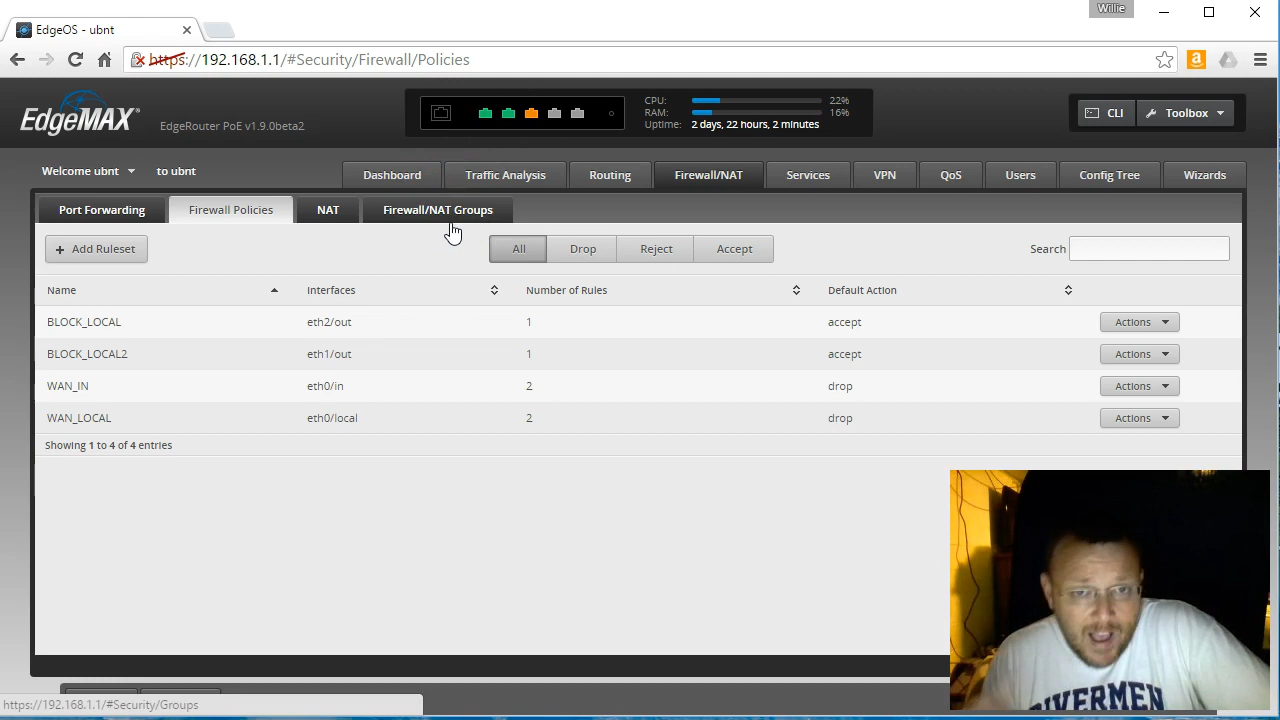 Willie
EdgeOS - ubnt
https://192.168.1.1/#Security/Firewall/Policies
EdgeMAX
EdgeRouter PoE v1.9.0beta2
CPU: 22%
RAM: 16%
Uptime: 2 days, 22 hours, 2 minutes
CLI
Toolbox
Welcome ubnt to ubnt
Dashboard Traffic Analysis Routing Firewall/NAT Services VPN QoS Users Config Tree Wizards
Port Forwarding Firewall Policies NAT Firewall/NAT Groups
+ Add Ruleset All Drop Reject Accept Search
Name Interfaces Number of Rules Default Action
BLOCK_LOCAL eth2/out 1 accept Actions
BLOCK_LOCAL2 eth1/out 1 accept Actions
WAN_IN eth0/in 2 drop Actions
WAN_LOCAL eth0/local 2 drop Actions
Showing 1 to 4 of 4 entries
RIVERMEN
https://192.168.1.1/#Security/Groups